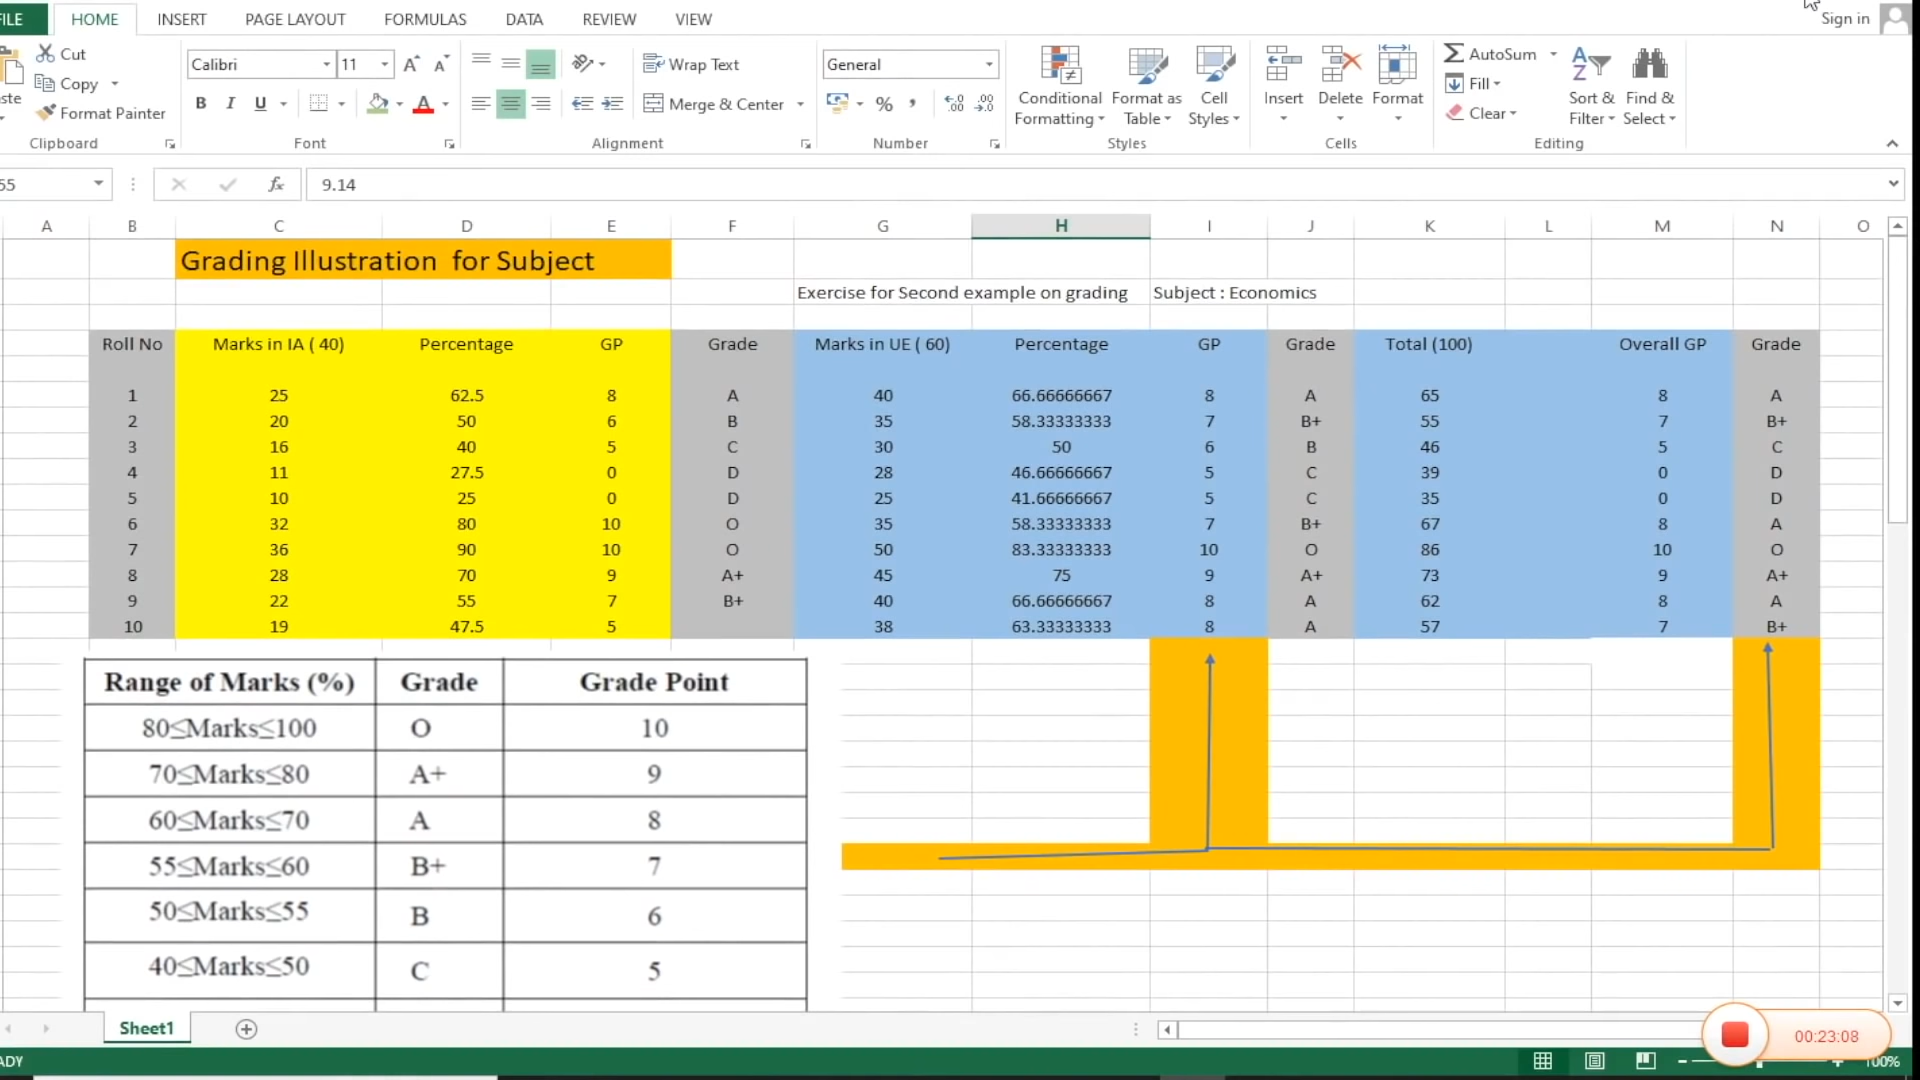 FILE HOME INSERT PAGE LAYOUT FORMULAS DATA REVIEW VIEW Sign in
Cut
Copy
Format Painter
Clipboard
Calibri 11
B I U
Font
Wrap Text
Merge & Center
Alignment
General
%
Number
Conditional Formatting
Format as Table
Cell Styles
Styles
Insert Delete Format
Cells
AutoSum
Fill
Clear
Sort & Filter
Find & Select
Editing
55 fx 9.14
A B C D E F G H I J K L M N O
Grading Illustration for Subject
Exercise for Second example on grading Subject : Economics
Roll No Marks in IA ( 40) Percentage GP Grade Marks in UE ( 60) Percentage GP Grade Total (100) Overall GP Grade
1 25 62.5 8 A 40 66.66666667 8 A 65 8 A
2 20 50 6 B 35 58.33333333 7 B+ 55 7 B+
3 16 40 5 C 30 50 6 B 46 5 C
4 11 27.5 0 D 28 46.66666667 5 C 39 0 D
5 10 25 0 D 25 41.66666667 5 C 35 0 D
6 32 80 10 O 35 58.33333333 7 B+ 67 8 A
7 36 90 10 O 50 83.33333333 10 O 86 10 O
8 28 70 9 A+ 45 75 9 A+ 73 9 A+
9 22 55 7 B+ 40 66.66666667 8 A 62 8 A
10 19 47.5 5 38 63.33333333 8 A 57 7 B+
Range of Marks (%) Grade Grade Point
80≤Marks≤100 O 10
70≤Marks≤80 A+ 9
60≤Marks≤70 A 8
55≤Marks≤60 B+ 7
50≤Marks≤55 B 6
40≤Marks≤50 C 5
Sheet1
00:23:08
100%